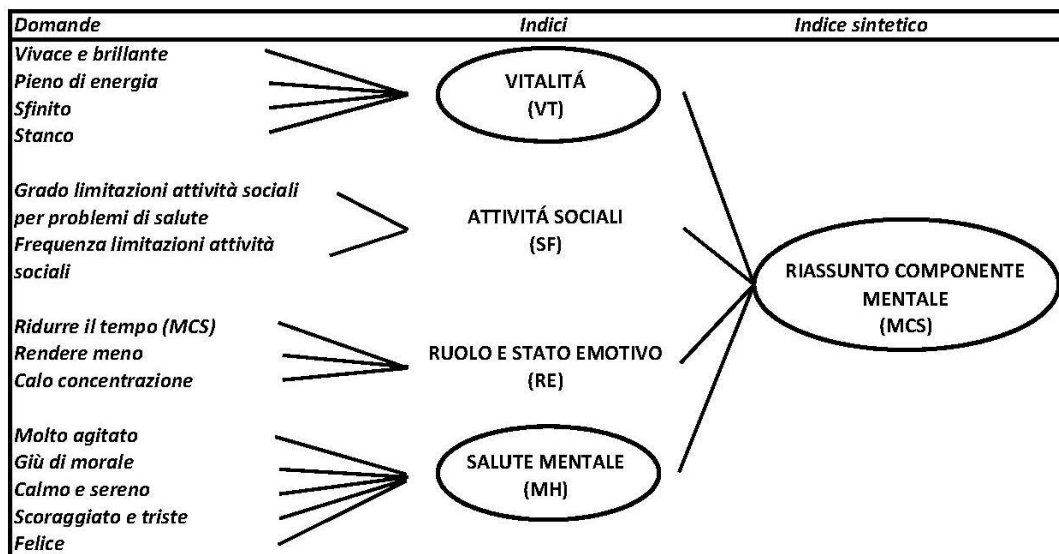 Domande Indici Indice sintetico
Vivace e brillante
Pieno di energia
Sfinito
Stanco
VITALITÁ
(VT)
Grado limitazioni attività sociali
per problemi di salute
Frequenza limitazioni attività
sociali
ATTIVITÁ SOCIALI
(SF)
Ridurre il tempo (MCS)
Rendere meno
Calo concentrazione
RUOLO E STATO EMOTIVO
(RE)
Molto agitato
Giù di morale
Calmo e sereno
Scoraggiato e triste
Felice
SALUTE MENTALE
(MH)
RIASSUNTO COMPONENTE
MENTALE
(MCS)